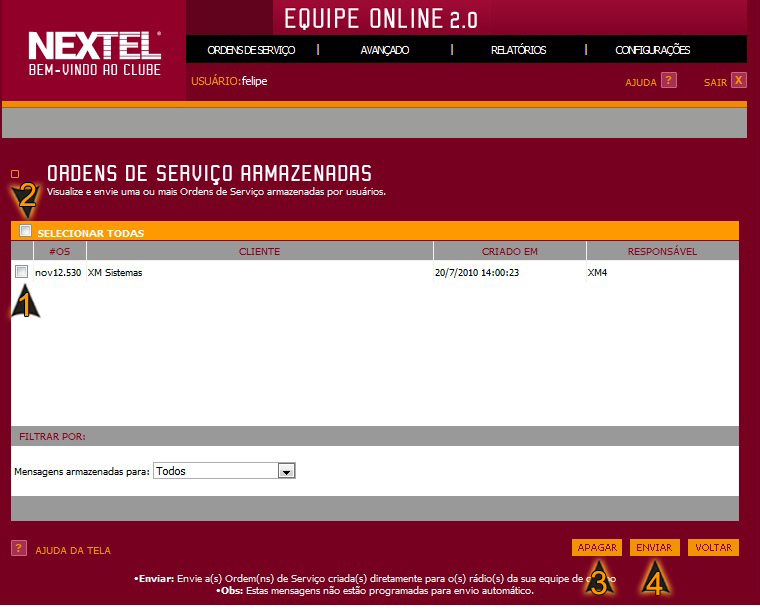 EQUIPE ONLINE 2.0
NEXTEL®
BEM-VINDO AO CLUBE
ORDENS DE SERVIÇO | AVANÇADO | RELATÓRIOS | CONFIGURAÇÕES
USUÁRIO:felipe
AJUDA ?
SAIR X
ORDENS DE SERVIÇO ARMAZENADAS
Visualize e envie uma ou mais Ordens de Serviço armazenadas por usuários.
2
SELECIONAR TODAS
#OS CLIENTE CRIADO EM RESPONSÁVEL
nov12.530 XM Sistemas 20/7/2010 14:00:23 XM4
1
FILTRAR POR:
Mensagens armazenadas para: Todos
? AJUDA DA TELA
APAGAR ENVIAR VOLTAR
3 4
•Enviar: Envie a(s) Ordem(ns) de Serviço criada(s) diretamente para o(s) rádio(s) da sua equipe de
•Obs: Estas mensagens não estão programadas para envio automático.